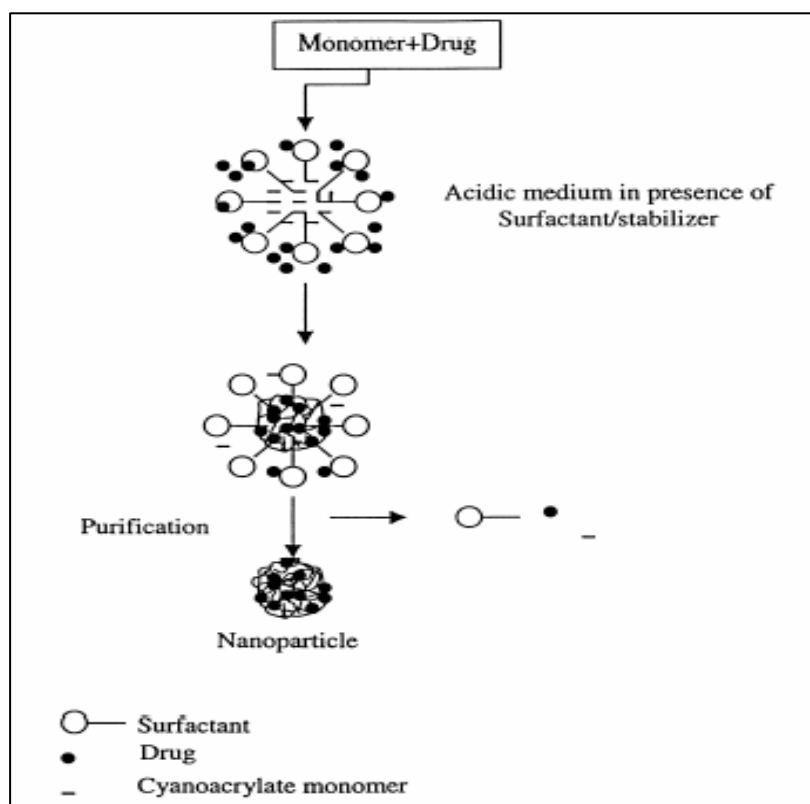 Monomer+Drug
Acidic medium in presence of
Surfactant/stabilizer
Purification
Nanoparticle
Surfactant
Drug
Cyanoacrylate monomer